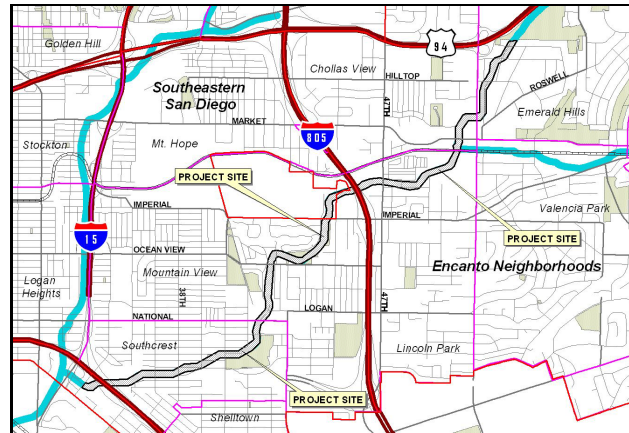 Golden Hill
94
Chollas View
HILLTOP
ROSWELL
Southeastern
San Diego
47TH
Emerald Hills
MARKET
Stockton
Mt. Hope
805
PROJECT SITE
IMPERIAL
IMPERIAL
Valencia Park
15
PROJECT SITE
OCEAN VIEW
Encanto Neighborhoods
Mountain View
Logan
Heights
38TH
47TH
LOGAN
NATIONAL
Southcrest
Lincoln Park
PROJECT SITE
Shelltown